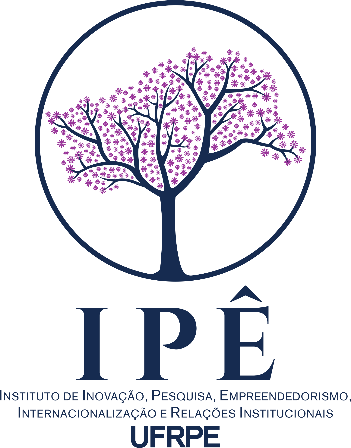 IPÊ
INSTITUTO DE INOVAÇÃO, PESQUISA, EMPREENDEDORISMO,
INTERNACIONALIZAÇÃO E RELAÇÕES INSTITUCIONAIS
UFRPE